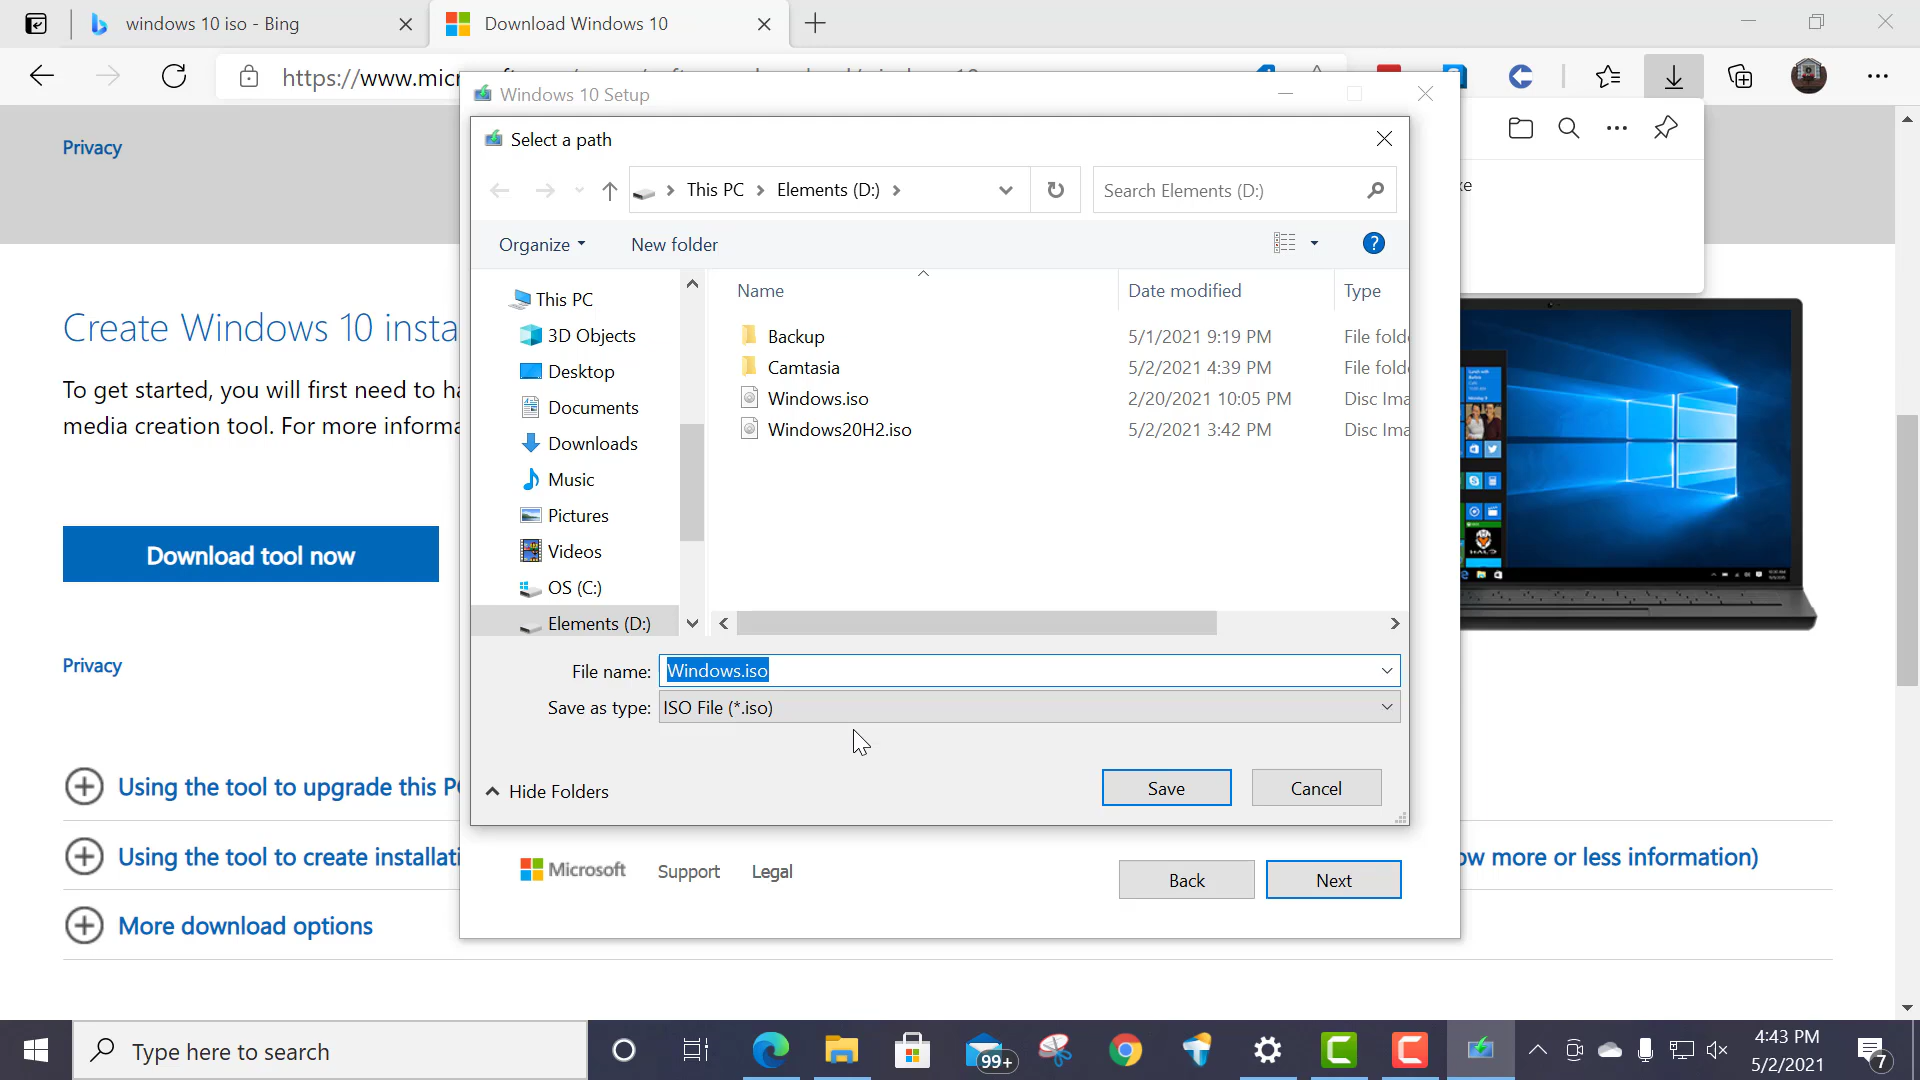 windows 10 iso - Bing
Download Windows 10
https://www.mic
Windows 10 Setup
Select a path
This PC > Elements (D:) >
Search Elements (D:)
Organize
New folder
Name
Date modified
Type
This PC
3D Objects
Desktop
Documents
Downloads
Music
Pictures
Videos
OS (C:)
Elements (D:)
Backup 5/1/2021 9:19 PM File fold
Camtasia 5/2/2021 4:39 PM File fold
Windows.iso 2/20/2021 10:05 PM Disc Ima
Windows20H2.iso 5/2/2021 3:42 PM Disc Ima
File name: Windows.iso
Save as type: ISO File (*.iso)
Hide Folders
Save
Cancel
Microsoft
Support
Legal
Back
Next
Privacy
Create Windows 10 insta
To get started, you will first need to ha
media creation tool. For more informa
Download tool now
Privacy
Using the tool to upgrade this P
Using the tool to create installati
ow more or less information)
More download options
Type here to search
99+
4:43 PM
5/2/2021
7